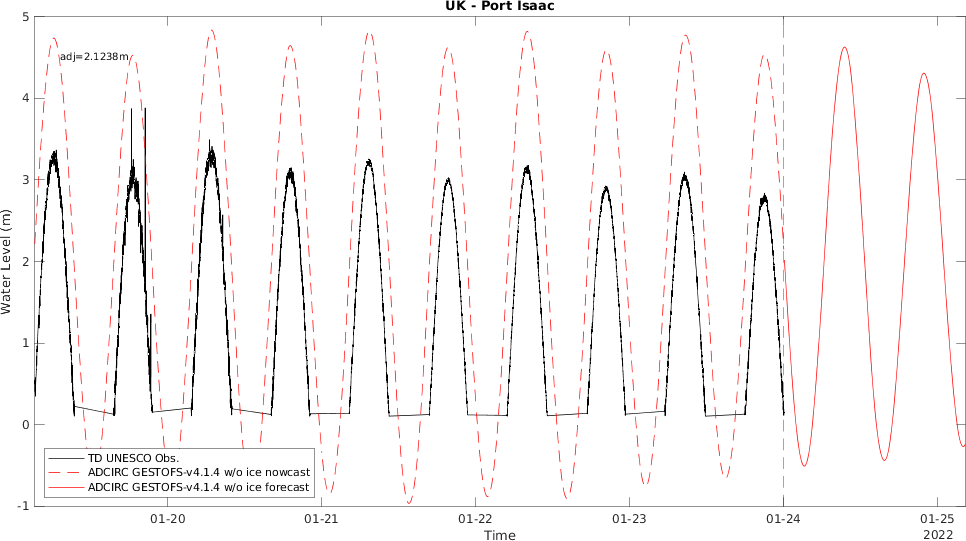 UK - Port Isaac
adj=2.1238m
5
4
3
2
1
0
-1
Water Level (m)
TD UNESCO Obs.
ADCIRC GESTOFS-v4.1.4 w/o ice nowcast
ADCIRC GESTOFS-v4.1.4 w/o ice forecast
01-20 01-21 01-22 01-23 01-24 01-25
Time
2022